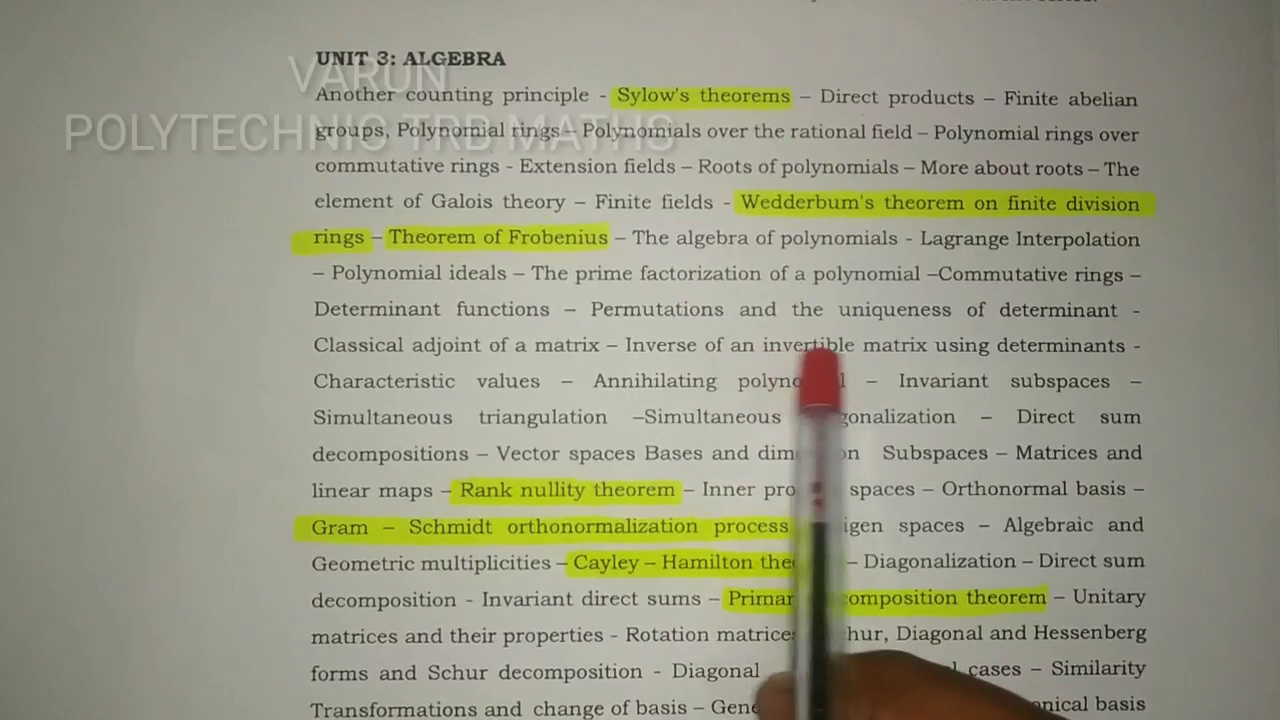 UNIT 3: ALGEBRA
VARUN
Another counting principle - Sylow's theorems – Direct products – Finite abelian
POLYTECHNIC TRB MATHS
groups, Polynomial rings – Polynomials over the rational field – Polynomial rings over
commutative rings - Extension fields – Roots of polynomials – More about roots – The
element of Galois theory – Finite fields - Wedderbum's theorem on finite division
rings – Theorem of Frobenius – The algebra of polynomials - Lagrange Interpolation
– Polynomial ideals – The prime factorization of a polynomial –Commutative rings –
Determinant functions – Permutations and the uniqueness of determinant -
Classical adjoint of a matrix – Inverse of an invertible matrix using determinants -
Characteristic values – Annihilating – Invariant subspaces –
Simultaneous triangulation –Simultaneous – Direct sum
decompositions – Vector spaces Bases and Subspaces – Matrices and
linear maps – Rank nullity theorem – Inner spaces – Orthonormal basis –
Gram – Schmidt orthonormalization process spaces – Algebraic and
Geometric multiplicities – Cayley – Hamilton – Diagonalization – Direct sum
decomposition - Invariant direct sums – theorem – Unitary
matrices and their properties - Rotation Diagonal and Hessenberg
forms and Schur decomposition - Diagonal cases – Similarity
Transformations and change of basis – basis